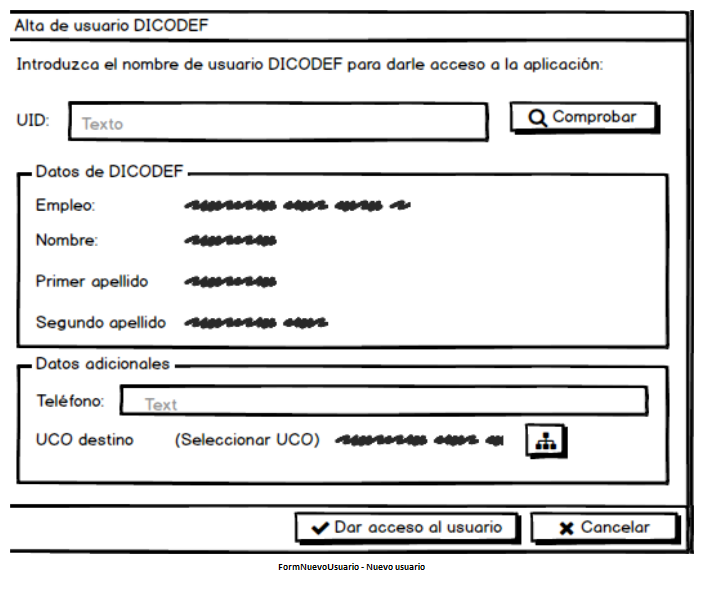 Alta de usuario DICODEF
Introduzca el nombre de usuario DICODEF para darle acceso a la aplicación:
UID: Texto Comprobar
Datos de DICODEF
Empleo:
Nombre:
Primer apellido
Segundo apellido
Datos adicionales
Teléfono: Text
UCO destino (Seleccionar UCO)
Dar acceso al usuario Cancelar
FormNuevoUsuario - Nuevo usuario